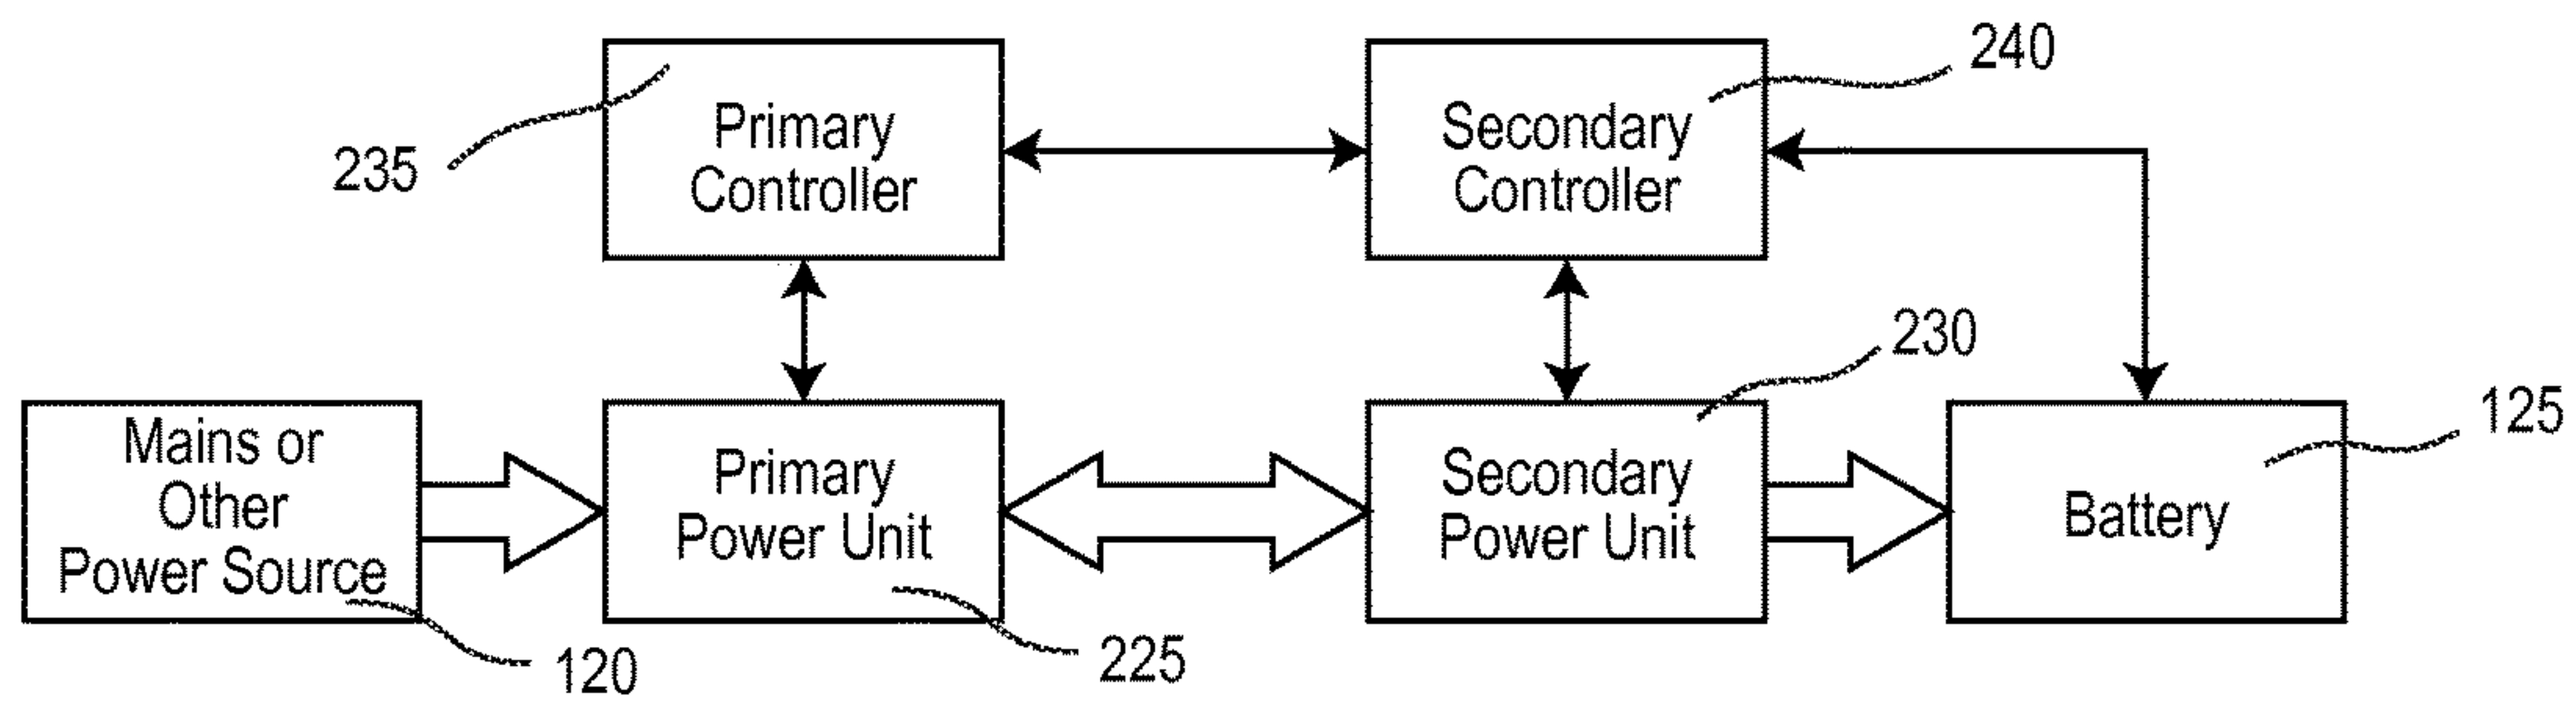 240
Primary
Controller
Secondary
Controller
235
230
125
Mains or
Other
Power Source
Primary
Power Unit
Secondary
Power Unit
Battery
120
225